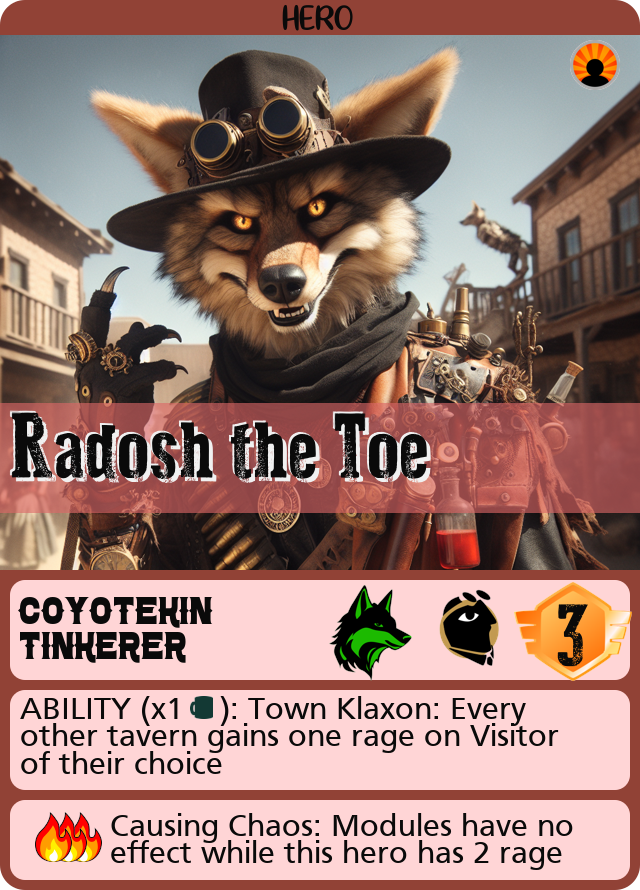 HERO
Radosh the Toe
COYOTEKIN
TINKERER
3
ABILITY (x1 ): Town Klaxon: Every
other tavern gains one rage on Visitor
of their choice
Causing Chaos: Modules have no
effect while this hero has 2 rage